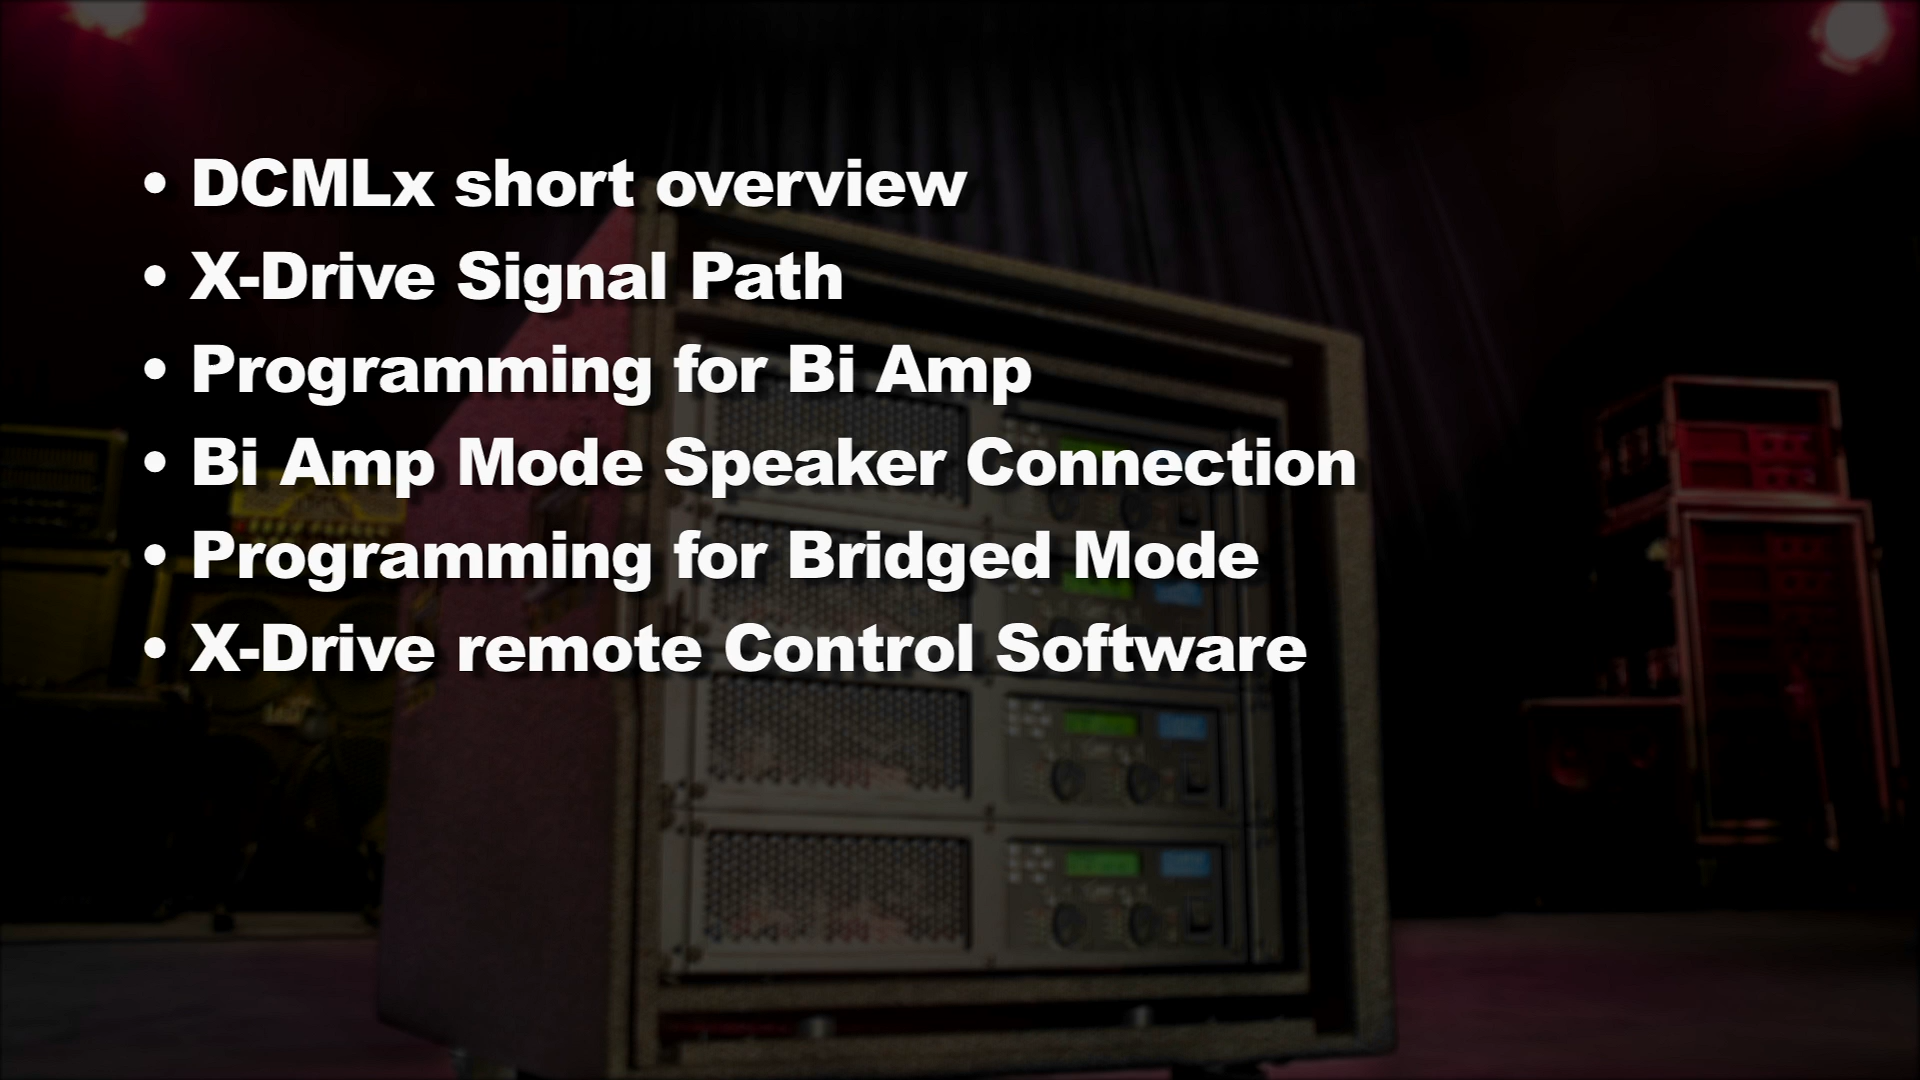 • DCMLx short overview
• X-Drive Signal Path
• Programming for Bi Amp
• Bi Amp Mode Speaker Connection
• Programming for Bridged Mode
• X-Drive remote Control Software